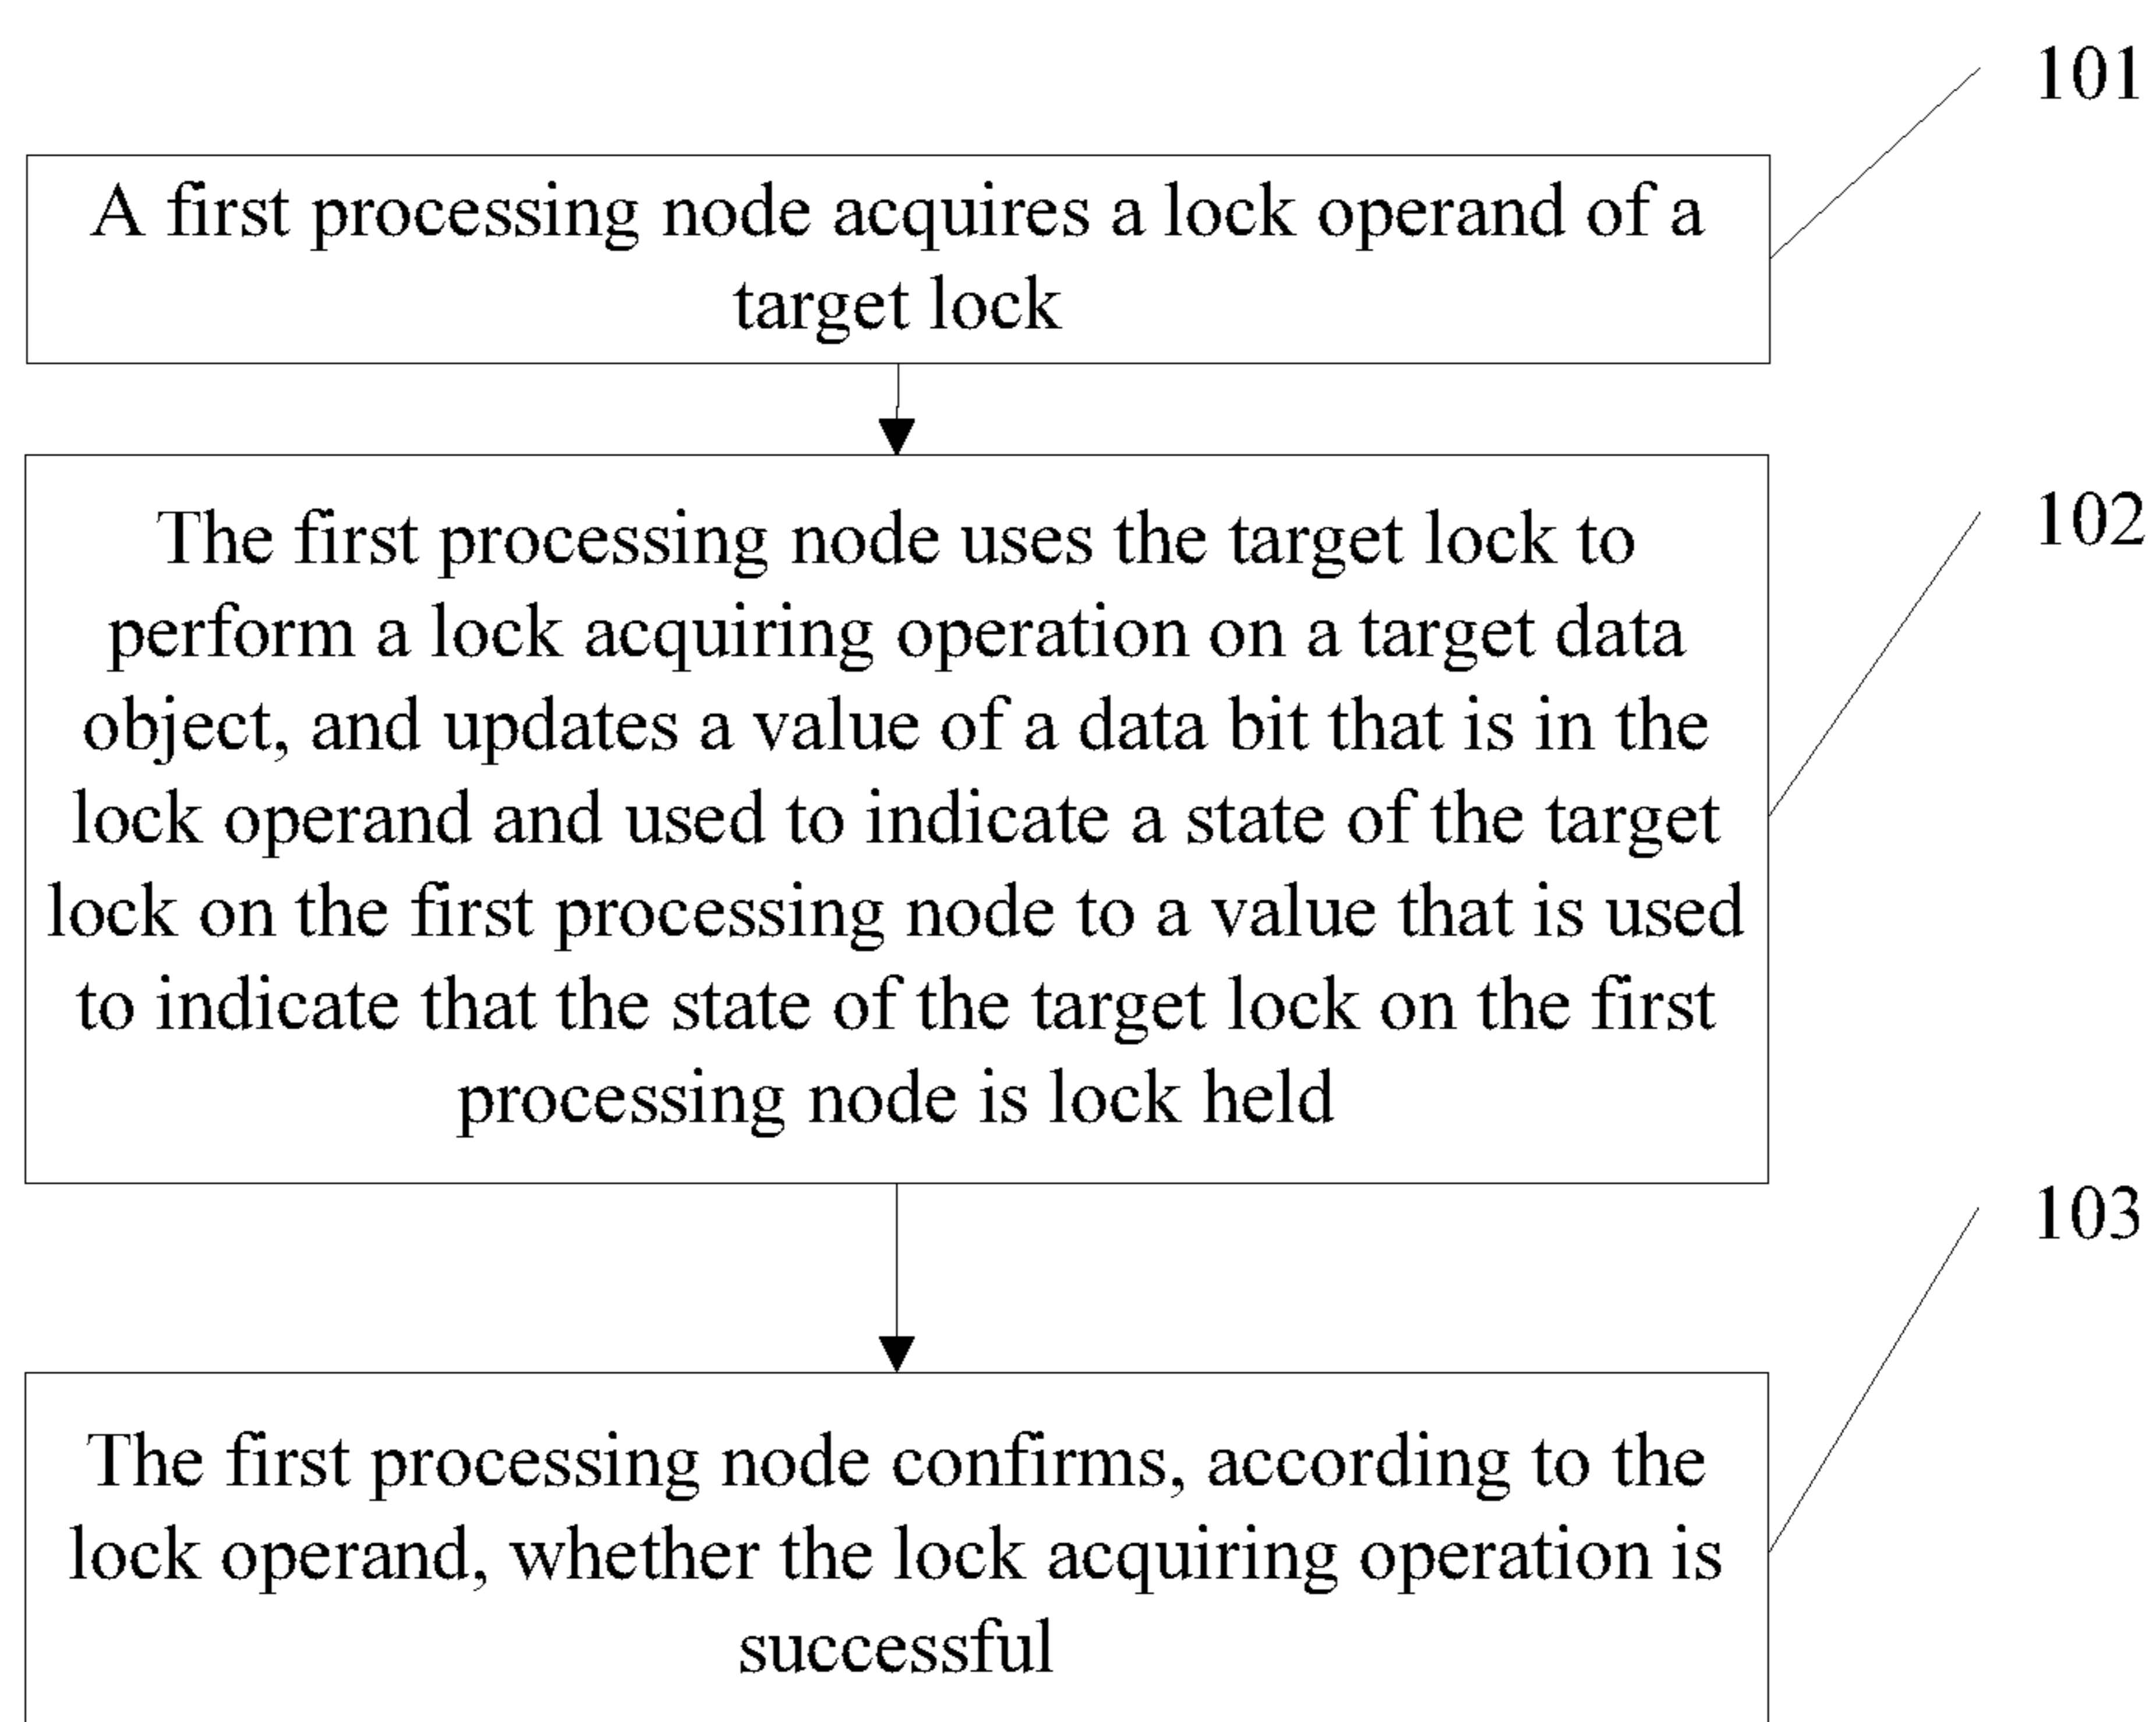 101
A first processing node acquires a lock operand of a
target lock
102
The first processing node uses the target lock to
perform a lock acquiring operation on a target data
object, and updates a value of a data bit that is in the
lock operand and used to indicate a state of the target
lock on the first processing node to a value that is used
to indicate that the state of the target lock on the first
processing node is lock held
103
The first processing node confirms, according to the
lock operand, whether the lock acquiring operation is
successful